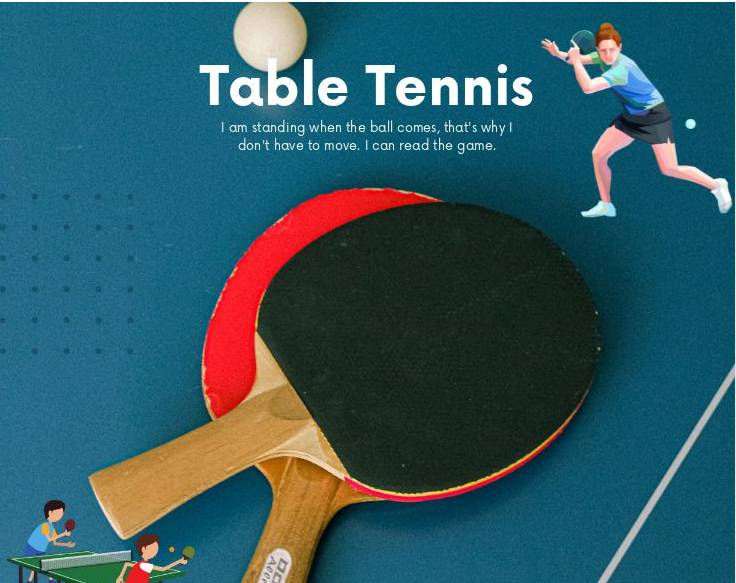 Table Tennis
I am standing when the ball comes, that's why I
don't have to move. I can read the game.